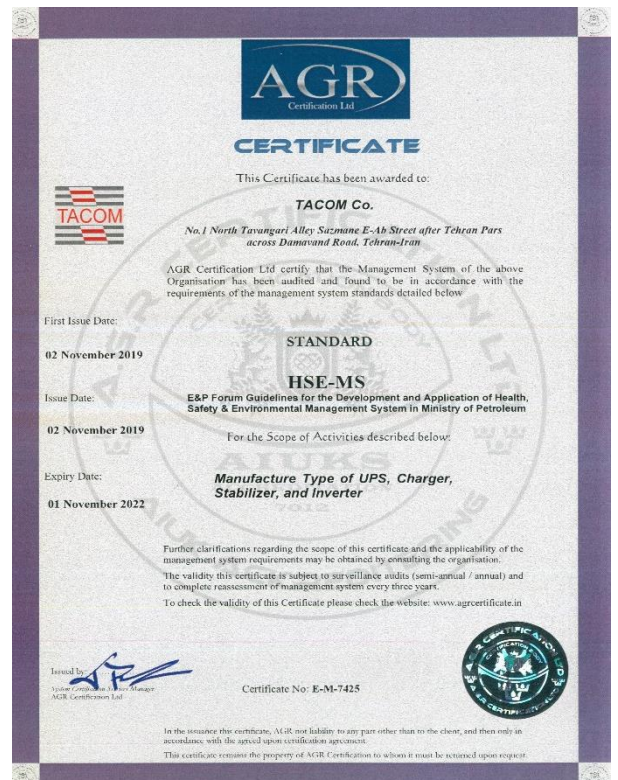 AGR
Certification Ltd
CERTIFICATE
This Certificate has been awarded to:
TACOM
TACOM Co.
No.1 North Tavangari Alley Sazmane E-Ab Street after Tehran Pars
across Damavand Road, Tehran-Iran
AGR Certification Ltd certify that the Management System of the above
Organisation has been audited and found to be in accordance with the
requirements of the management system standards detailed below
First Issue Date:
02 November 2019
STANDARD
HSE-MS
Issue Date:
E&P Forum Guidelines for the Development and Application of Health,
Safety & Environmental Management System in Ministry of Petroleum
02 November 2019
For the Scope of Activities described below:
AIUKS
Expiry Date:
Manufacture Type of UPS, Charger,
Stabilizer, and Inverter
01 November 2022
7012
Further clarifications regarding the scope of this certificate and the applicability of the
management system requirements may be obtained by consulting the organisation.
The validity this certificate is subject to surveillance audits (semi-annual / annual) and
to complete reassessment of management system every three years.
To check the validity of this Certificate please check the website: www.agrcertificate.in
Issued by
Certificate No: E-M-7425
AGR Certification Ltd
In the issuance this certificate, AGR not liability to any part other than to the client, and then only in
accordance with the agreed upon certification agreement.
This certificate remains the property of AGR Certification to whom it must be returned upon request.